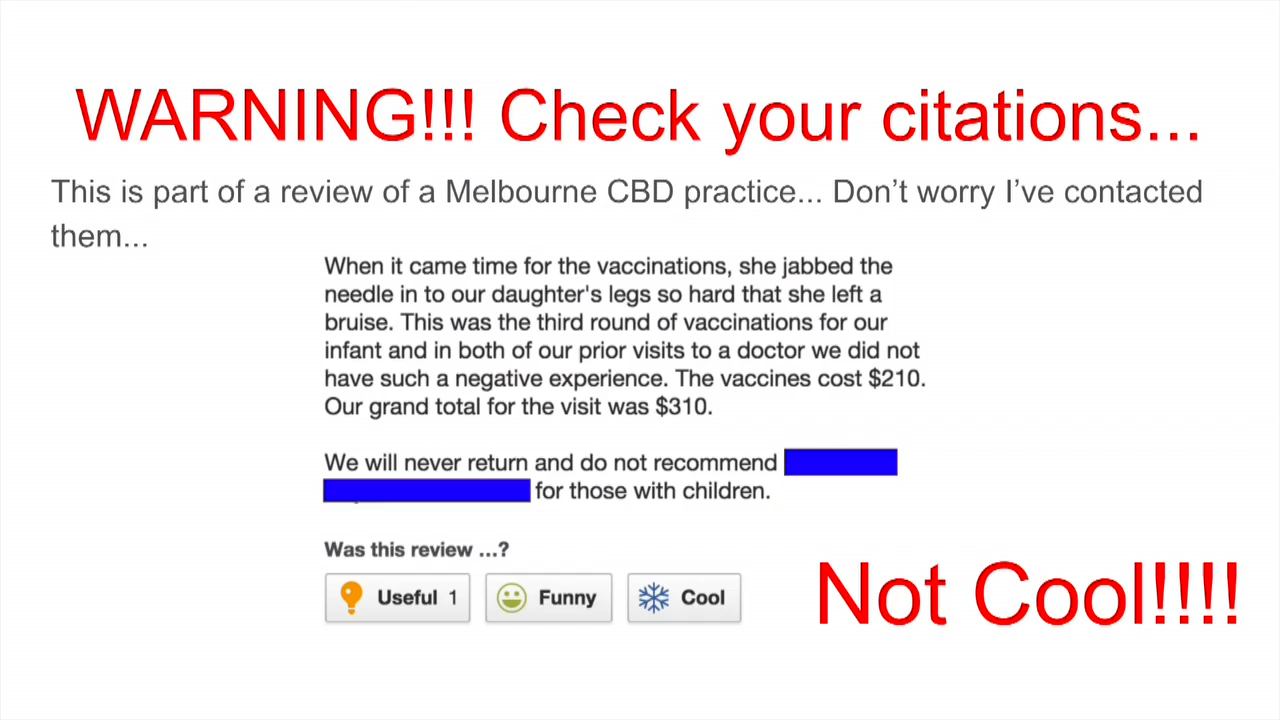 WARNING!!! Check your citations...
This is part of a review of a Melbourne CBD practice... Don’t worry I’ve contacted
them...
When it came time for the vaccinations, she jabbed the
needle in to our daughter's legs so hard that she left a
bruise. This was the third round of vaccinations for our
infant and in both of our prior visits to a doctor we did not
have such a negative experience. The vaccines cost $210.
Our grand total for the visit was $310.
We will never return and do not recommend
for those with children.
Was this review ...?
Useful 1 Funny Cool
Not Cool!!!!